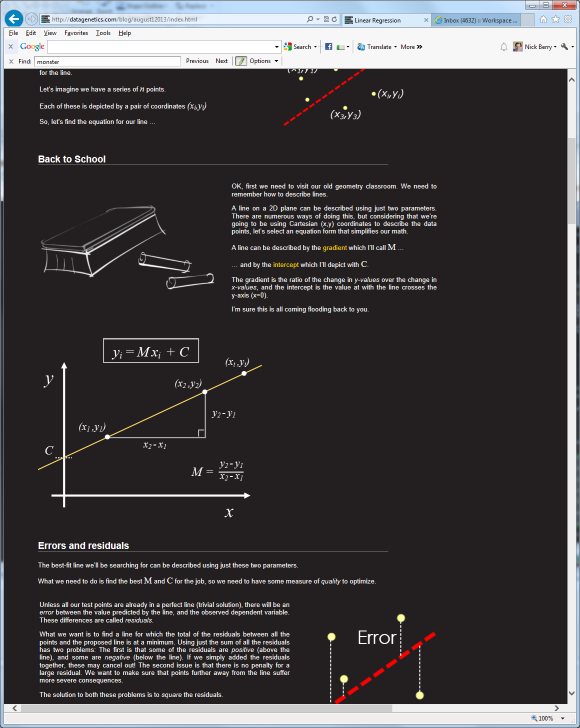 http://datagenetics.com/blog/august12013/index.html
Linear Regression
Inbox (4632) :: Workspace ...
File Edit View Favorites Tools Help
Google
Search
Translate
More »
Nick Berry
Find: monster
Previous Next
Options
for the line.
Let's imagine we have a series of n points.
Each of these is depicted by a pair of coordinates (xᵢ,yᵢ)
So, let's find the equation for our line ...
(x₁,y₁)
(xᵢ,yᵢ)
(x₃,y₃)
Back to School
OK, first we need to visit our old geometry classroom. We need to
remember how to describe lines.
A line on a 2D plane can be described using just two parameters.
There are numerous ways of doing this, but considering that we're
going to be using Cartesian (x,y) coordinates to describe the data
points, let's select an equation form that simplifies our math.
A line can be described by the gradient which I'll call M ...
... and by the intercept which I'll depict with C.
The gradient is the ratio of the change in y-values over the change in
x-values, and the intercept is the value at with the line crosses the
y-axis (x=0).
I'm sure this is all coming flooding back to you.
yᵢ = Mxᵢ + C
(xᵢ,yᵢ)
y
(x₂,y₂)
y₂-y₁
(x₁,y₁)
x₂-x₁
C
M = y₂-y₁
x₂-x₁
x
Errors and residuals
The best-fit line we'll be searching for can be described using just these two parameters.
What we need to do is find the best M and C for the job, so we need to have some measure of quality to optimize.
Unless all our test points are already in a perfect line (trivial solution), there will be an
error between the value predicted by the line, and the observed dependent variable.
These differences are called residuals.
What we want is to find a line for which the total of the residuals between all the
points and the proposed line is at a minimum. Using just the sum of all the residuals
has two problems: The first is that some of the residuals are positive (above the
line), and some are negative (below the line). If we simply added the residuals
together, these may cancel out! The second issue is that there is no penalty for a
large residual. We want to make sure that points further away from the line suffer
more severe consequences.
The solution to both these problems is to square the residuals.
Error
100%